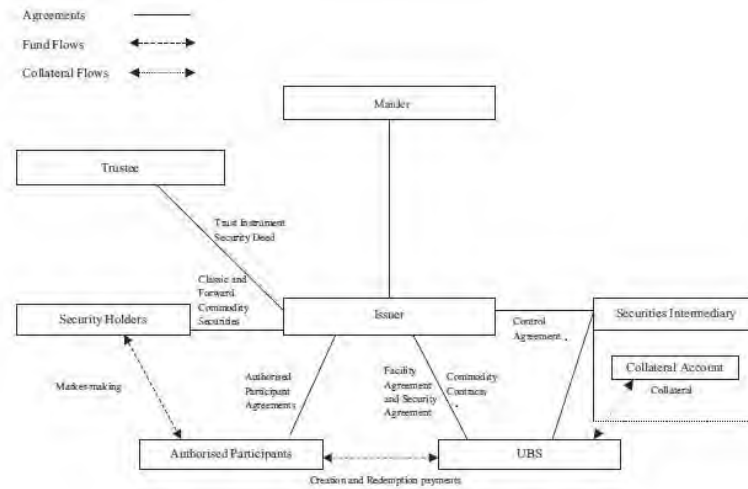 Agreements
Fund Flows
Collateral Flows
Trustee
Trust Instrument
Security Deed
Classic and
Forward
Commodity
Securities
Security Holders
Issuer
Control
Agreement
Securities Intermediary
Collateral Account
Collateral
Market-making
Authorised
Participant
Agreements
Facility
Agreement
and Security
Agreement
Commodity
Contracts
Authorised Participants
UBS
Creation and Redemption payments